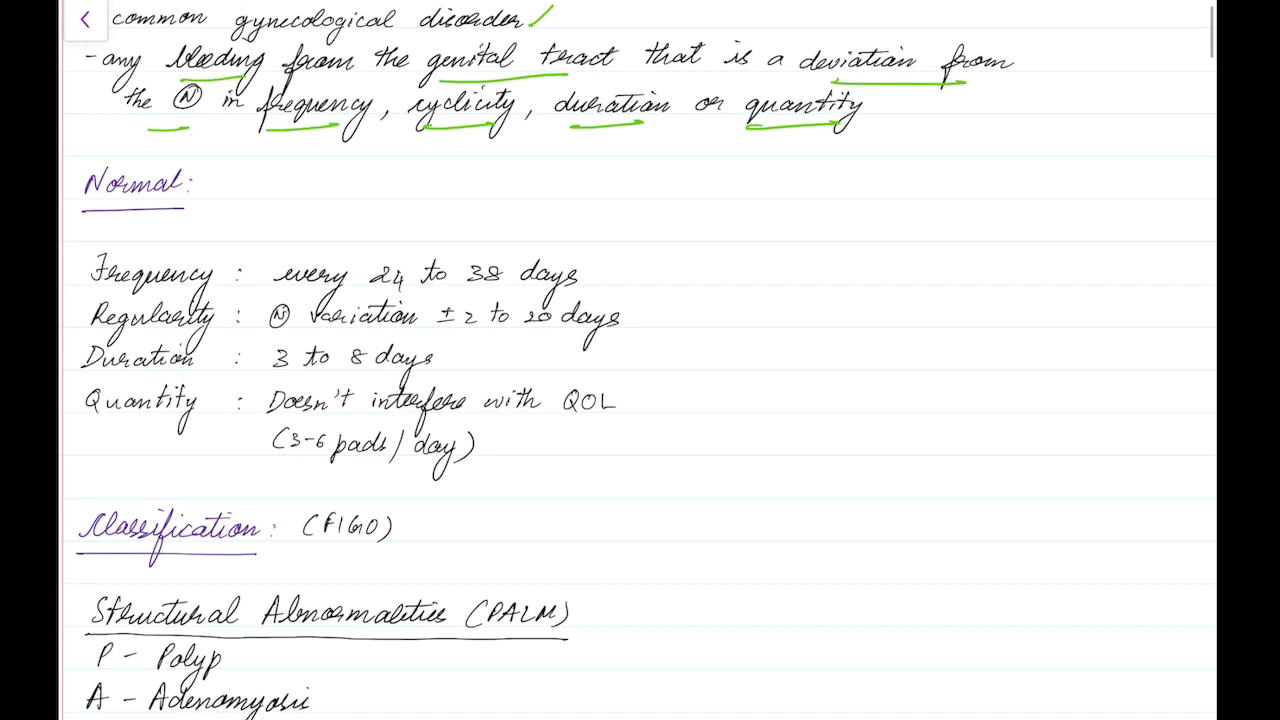 common gynecological disorder ✓
- any bleeding from the genital tract that is a deviation from
the Ⓝ in frequency, cyclicity, duration or quantity
Normal:
Frequency : every 24 to 38 days
Regularity : Ⓝ variation ± 2 to 20 days
Duration : 3 to 8 days
Quantity : Doesn't interfere with QOL
(3-6 pads / day)
Classification: (FIGO)
Structural Abnormalities (PALM)
P - Polyp
A - Adenomyosis